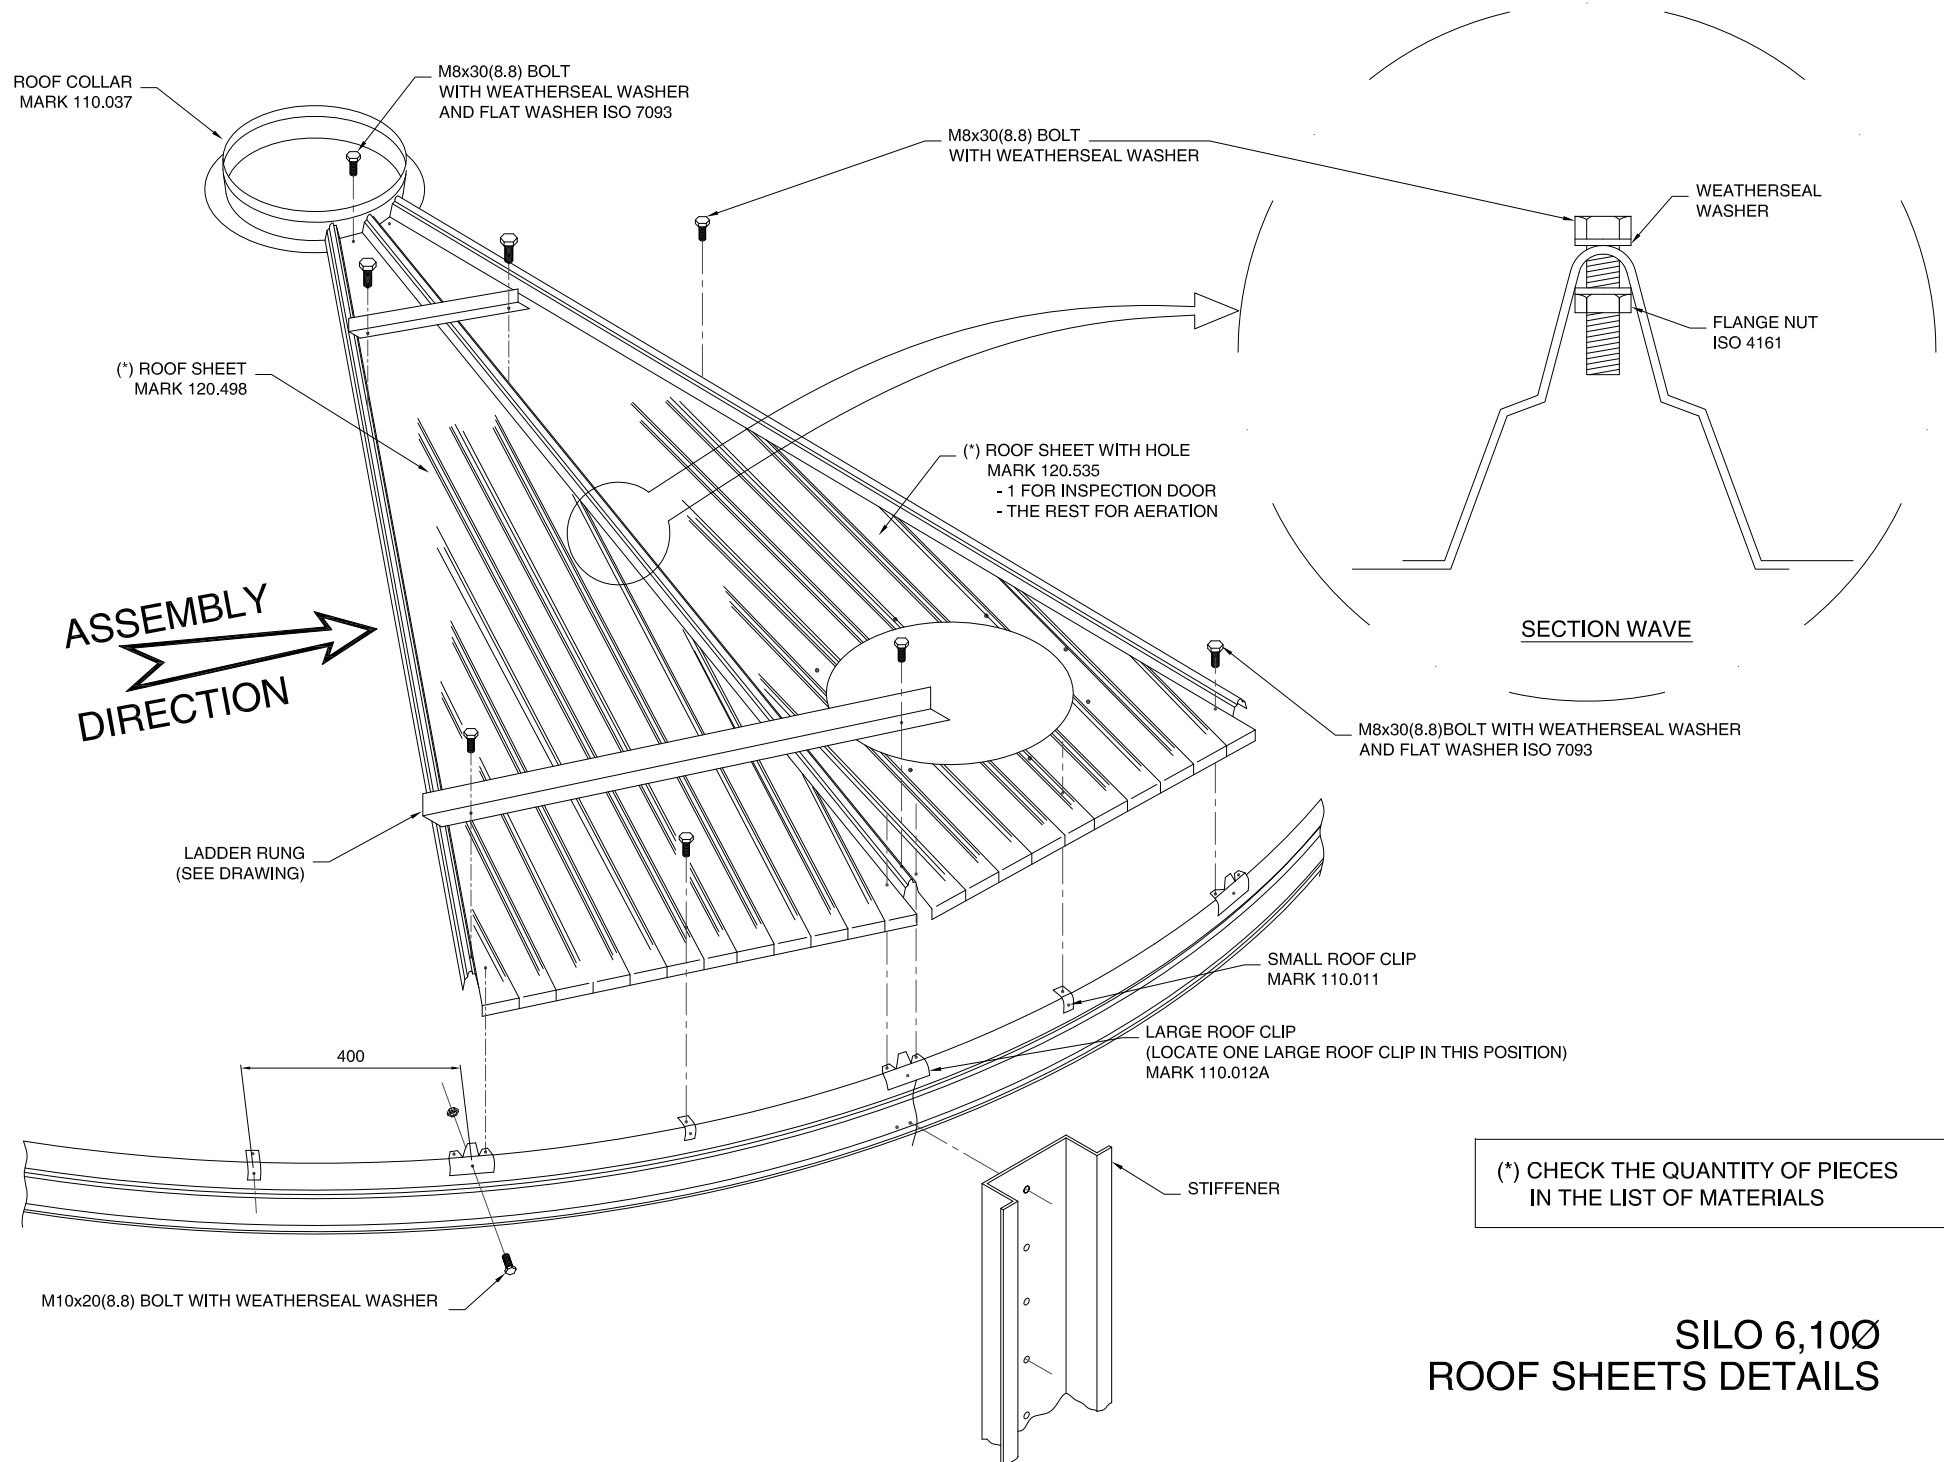 ROOF COLLAR
MARK 110.037
M8x30(8.8) BOLT
WITH WEATHERSEAL WASHER
AND FLAT WASHER ISO 7093
M8x30(8.8) BOLT
WITH WEATHERSEAL WASHER
WEATHERSEAL
WASHER
FLANGE NUT
ISO 4161
(*) ROOF SHEET
MARK 120.498
(*) ROOF SHEET WITH HOLE
MARK 120.535
- 1 FOR INSPECTION DOOR
- THE REST FOR AERATION
ASSEMBLY
DIRECTION
SECTION WAVE
M8x30(8.8)BOLT WITH WEATHERSEAL WASHER
AND FLAT WASHER ISO 7093
LADDER RUNG
(SEE DRAWING)
SMALL ROOF CLIP
MARK 110.011
LARGE ROOF CLIP
(LOCATE ONE LARGE ROOF CLIP IN THIS POSITION)
MARK 110.012A
400
STIFFENER
(*) CHECK THE QUANTITY OF PIECES
IN THE LIST OF MATERIALS
M10x20(8.8) BOLT WITH WEATHERSEAL WASHER
SILO 6,10Ø
ROOF SHEETS DETAILS